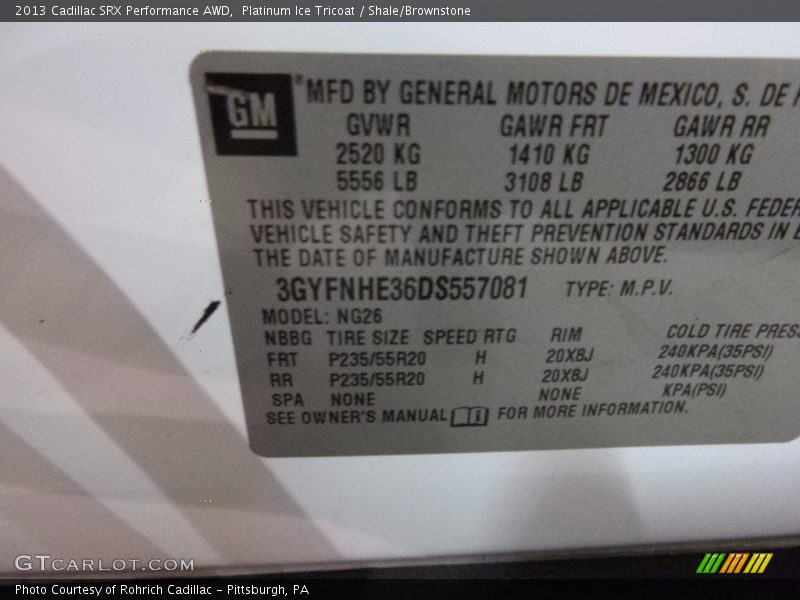 2013 Cadillac SRX Performance AWD, Platinum Ice Tricoat / Shale/Brownstone
GM
® MFD BY GENERAL MOTORS DE MEXICO, S. DE
GVWR GAWR FRT GAWR RR
2520 KG 1410 KG 1300 KG
5556 LB 3108 LB 2866 LB
THIS VEHICLE CONFORMS TO ALL APPLICABLE U.S. FEDER
VEHICLE SAFETY AND THEFT PREVENTION STANDARDS IN E
THE DATE OF MANUFACTURE SHOWN ABOVE.
3GYFNHE36DS557081 TYPE: M.P.V.
MODEL: NG26
NBBG TIRE SIZE SPEED RTG RIM COLD TIRE PRESS
FRT P235/55R20 H 20X8J 240KPA(35PSI)
RR P235/55R20 H 20X8J 240KPA(35PSI)
SPA NONE NONE KPA(PSI)
SEE OWNER'S MANUAL FOR MORE INFORMATION.
GTCARLOT.COM
Photo Courtesy of Rohrich Cadillac - Pittsburgh, PA